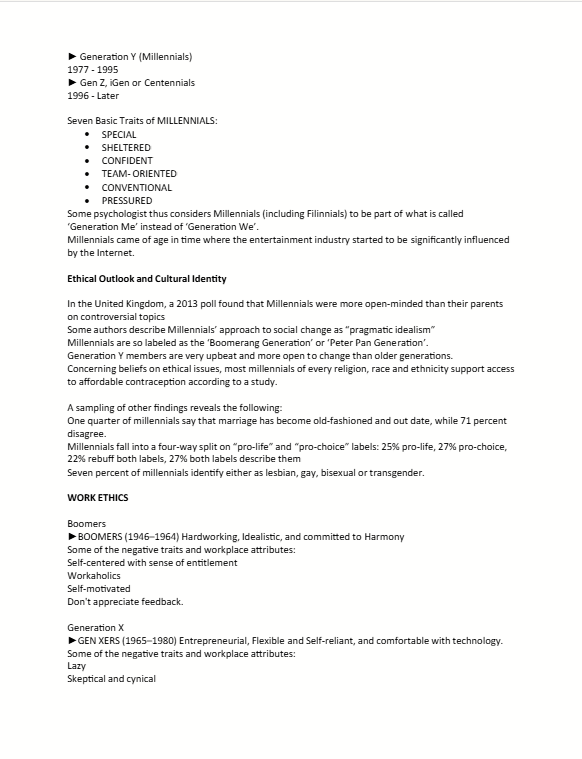 ► Generation Y (Millennials)
1977 - 1995
► Gen Z, iGen or Centennials
1996 - Later
Seven Basic Traits of MILLENNIALS:
• SPECIAL
• SHELTERED
• CONFIDENT
• TEAM- ORIENTED
• CONVENTIONAL
• PRESSURED
Some psychologist thus considers Millennials (including Filinnials) to be part of what is called
‘Generation Me’ instead of ‘Generation We’.
Millennials came of age in time where the entertainment industry started to be significantly influenced
by the Internet.
Ethical Outlook and Cultural Identity
In the United Kingdom, a 2013 poll found that Millennials were more open-minded than their parents
on controversial topics
Some authors describe Millennials’ approach to social change as “pragmatic idealism”
Millennials are so labeled as the ‘Boomerang Generation’ or ‘Peter Pan Generation’.
Generation Y members are very upbeat and more open to change than older generations.
Concerning beliefs on ethical issues, most millennials of every religion, race and ethnicity support access
to affordable contraception according to a study.
A sampling of other findings reveals the following:
One quarter of millennials say that marriage has become old-fashioned and out date, while 71 percent
disagree.
Millennials fall into a four-way split on “pro-life” and “pro-choice” labels: 25% pro-life, 27% pro-choice,
22% rebuff both labels, 27% both labels describe them
Seven percent of millennials identify either as lesbian, gay, bisexual or transgender.
WORK ETHICS
Boomers
►BOOMERS (1946–1964) Hardworking, Idealistic, and committed to Harmony
Some of the negative traits and workplace attributes:
Self-centered with sense of entitlement
Workaholics
Self-motivated
Don't appreciate feedback.
Generation X
►GEN XERS (1965–1980) Entrepreneurial, Flexible and Self-reliant, and comfortable with technology.
Some of the negative traits and workplace attributes:
Lazy
Skeptical and cynical